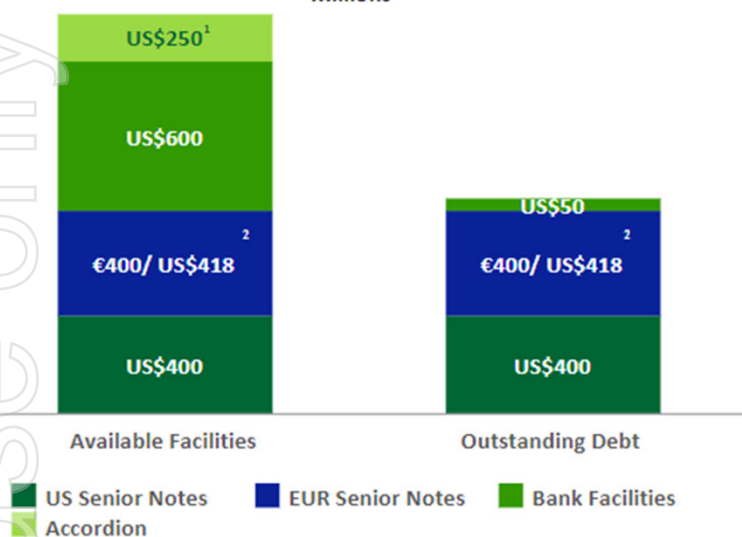 US$250¹
US$600
2
€400/ US$418
US$400
US$50
2
€400/ US$418
US$400
Available Facilities
Outstanding Debt
US Senior Notes
EUR Senior Notes
Bank Facilities
Accordion